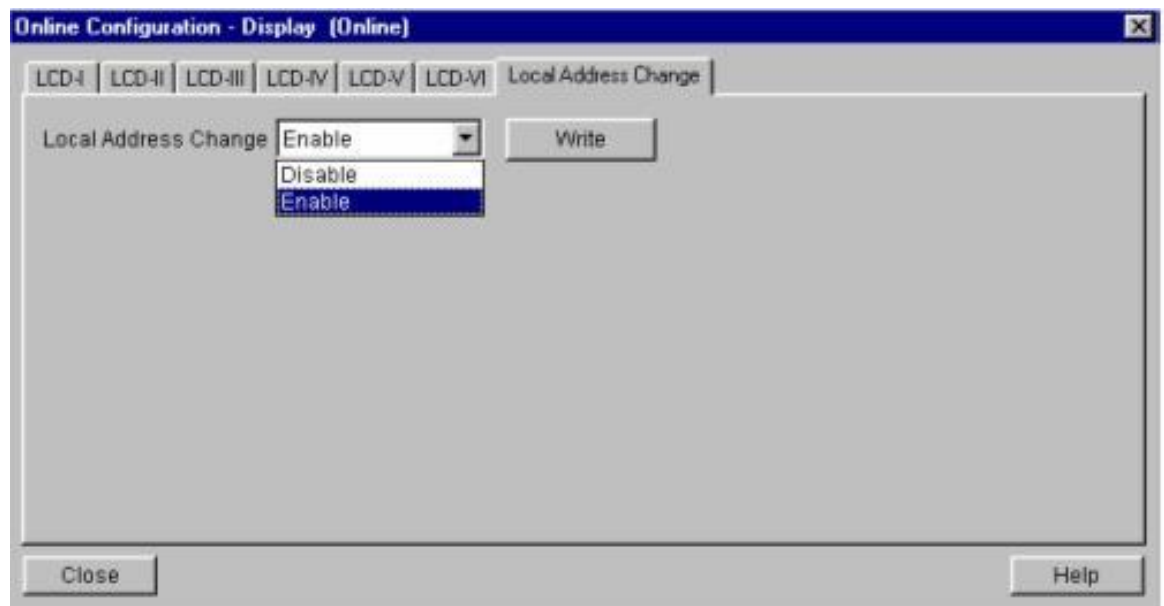 Online Configuration - Display (Online)
LCD-I LCD-II LCD-III LCD-IV LCD-V LCD-VI Local Address Change
Local Address Change Enable Write
Disable
Enable
Close Help